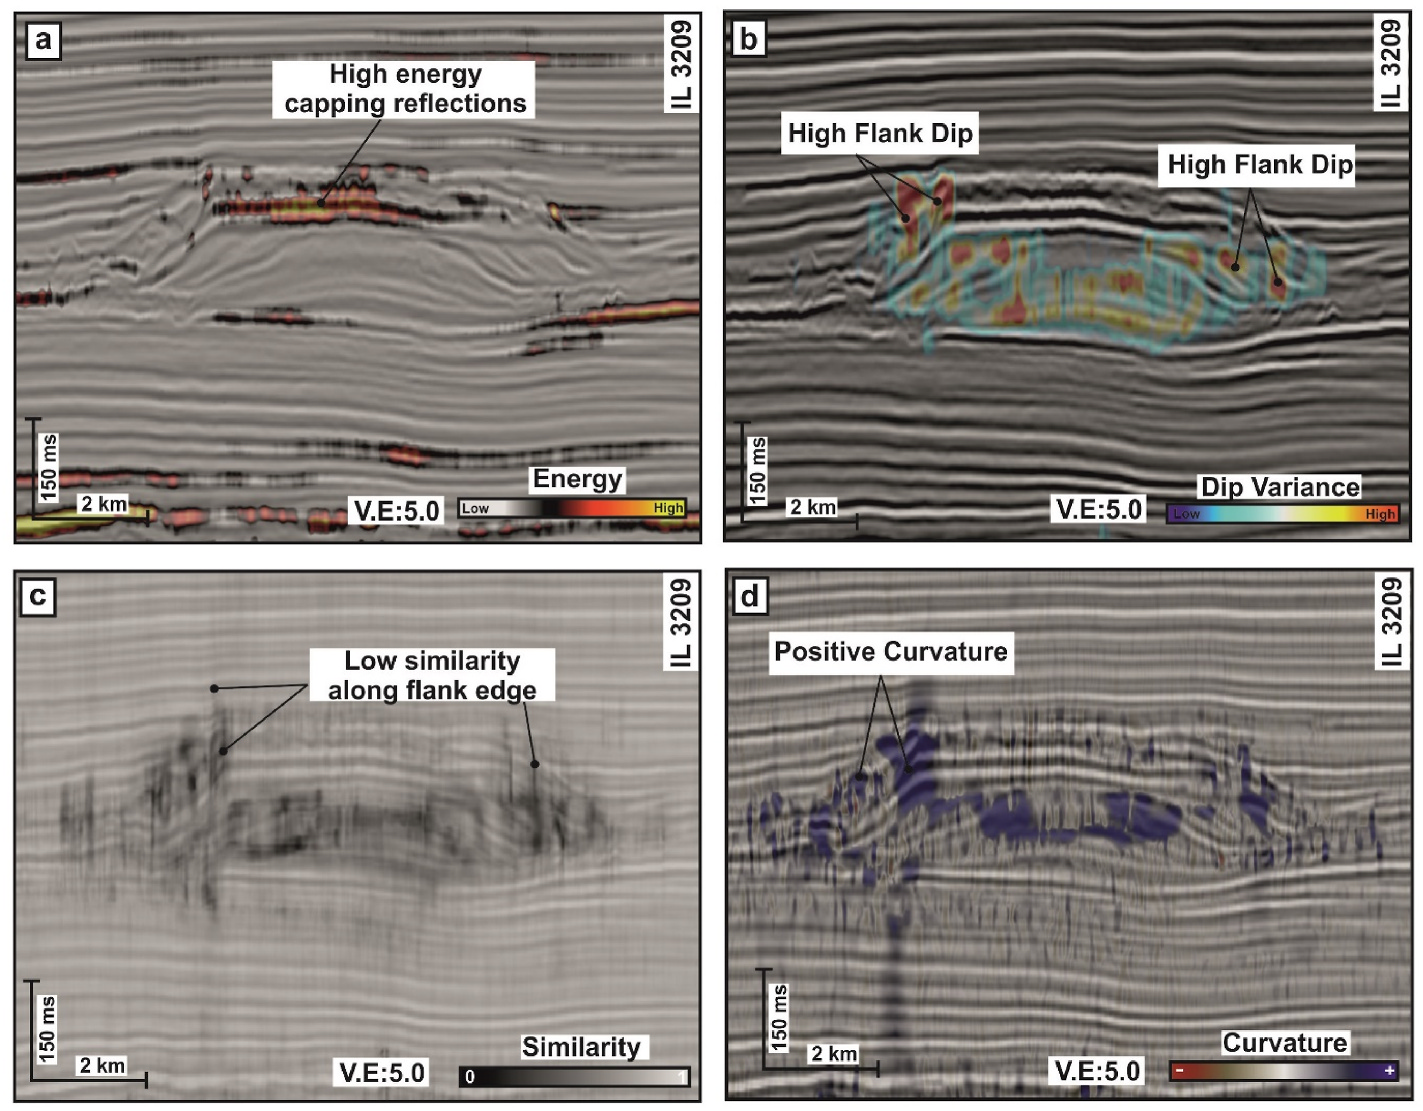 a
IL 3209
High energy
capping reflections
150 ms
2 km
V.E:5.0
Energy
Low
High
b
IL 3209
High Flank Dip
High Flank Dip
150 ms
2 km
V.E:5.0
Dip Variance
Low
High
c
IL 3209
Low similarity
along flank edge
150 ms
2 km
V.E:5.0
Similarity
0
1
d
IL 3209
Positive Curvature
150 ms
2 km
V.E:5.0
Curvature
-
+